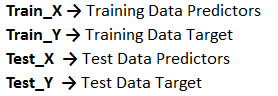 Train_X → Training Data Predictors
Train_Y → Training Data Target
Test_X → Test Data Predictors
Test_Y → Test Data Target